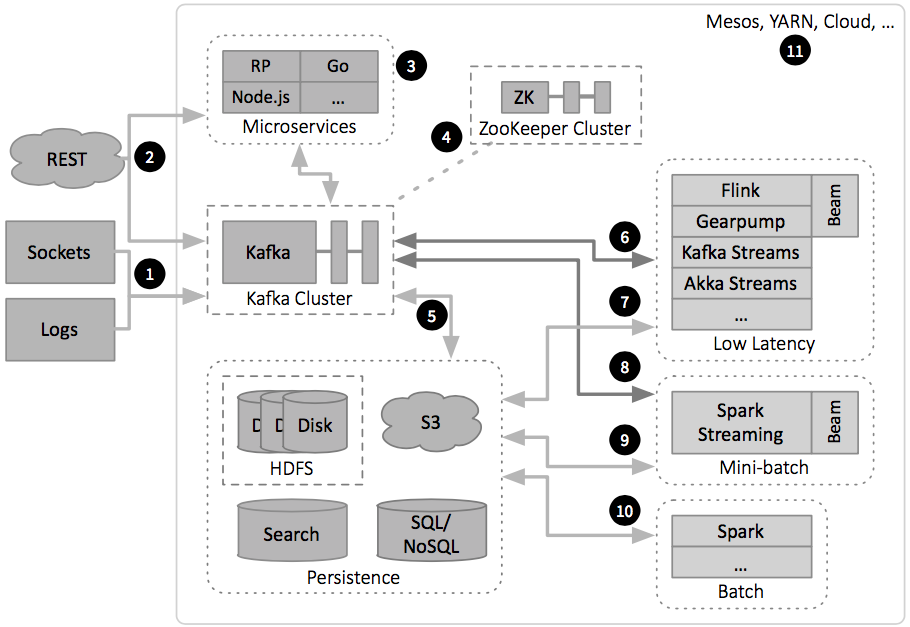 Mesos, YARN, Cloud, ...
11
RP
Go
3
Node.js
...
Microservices
ZK
ZooKeeper Cluster
4
REST
2
Sockets
1
Logs
Kafka
Kafka Cluster
5
6
7
8
9
10
Flink
Gearpump
Beam
Kafka Streams
Akka Streams
...
Low Latency
Spark
Streaming
Beam
Mini-batch
Spark
...
Batch
D
D
Disk
HDFS
S3
Search
SQL/
NoSQL
Persistence